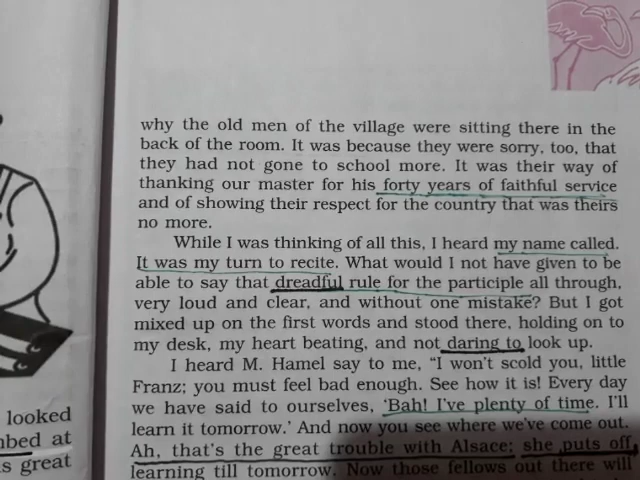 why the old men of the village were sitting there in the
back of the room. It was because they were sorry, too, that
they had not gone to school more. It was their way of
thanking our master for his forty years of faithful service
and of showing their respect for the country that was theirs
no more.
While I was thinking of all this, I heard my name called.
It was my turn to recite. What would I not have given to be
able to say that dreadful rule for the participle all through,
very loud and clear, and without one mistake? But I got
mixed up on the first words and stood there, holding on to
my desk, my heart beating, and not daring to look up.
I heard M. Hamel say to me, “I won't scold you, little
Franz; you must feel bad enough. See how it is! Every day
we have said to ourselves, ‘Bah! I've plenty of time. I'll
learn it tomorrow.’ And now you see where we've come out.
Ah, that's the great trouble with Alsace; she puts off
learning till tomorrow. Now those fellows out there will
looked
at
great